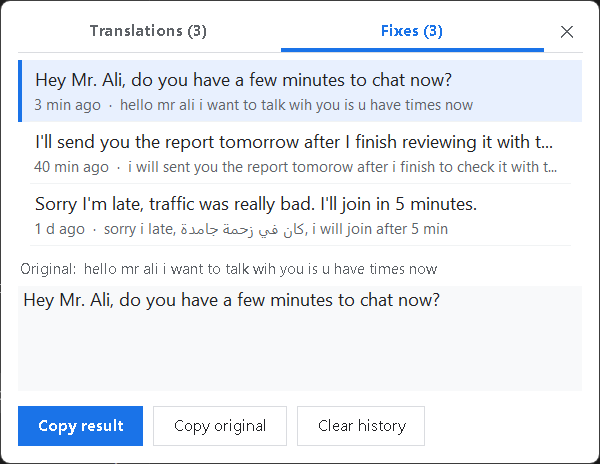 Translations (3)
Fixes (3)
Hey Mr. Ali, do you have a few minutes to chat now?
3 min ago · hello mr ali i want to talk wih you is u have times now
I'll send you the report tomorrow after I finish reviewing it with t...
40 min ago · i will sent you the report tomorow after i finish to check it with t...
Sorry I'm late, traffic was really bad. I'll join in 5 minutes.
1 d ago · sorry i late, كان في زحمة جامدة, i will join after 5 min
Original: hello mr ali i want to talk wih you is u have times now
Hey Mr. Ali, do you have a few minutes to chat now?
Copy result
Copy original
Clear history